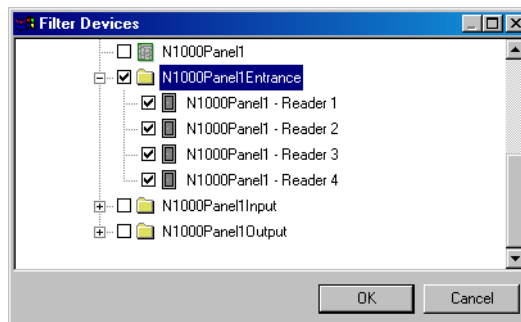 Filter Devices
N1000Panel1
N1000Panel1Entrance
N1000Panel1 - Reader 1
N1000Panel1 - Reader 2
N1000Panel1 - Reader 3
N1000Panel1 - Reader 4
N1000Panel1Input
N1000Panel1Output
OK Cancel